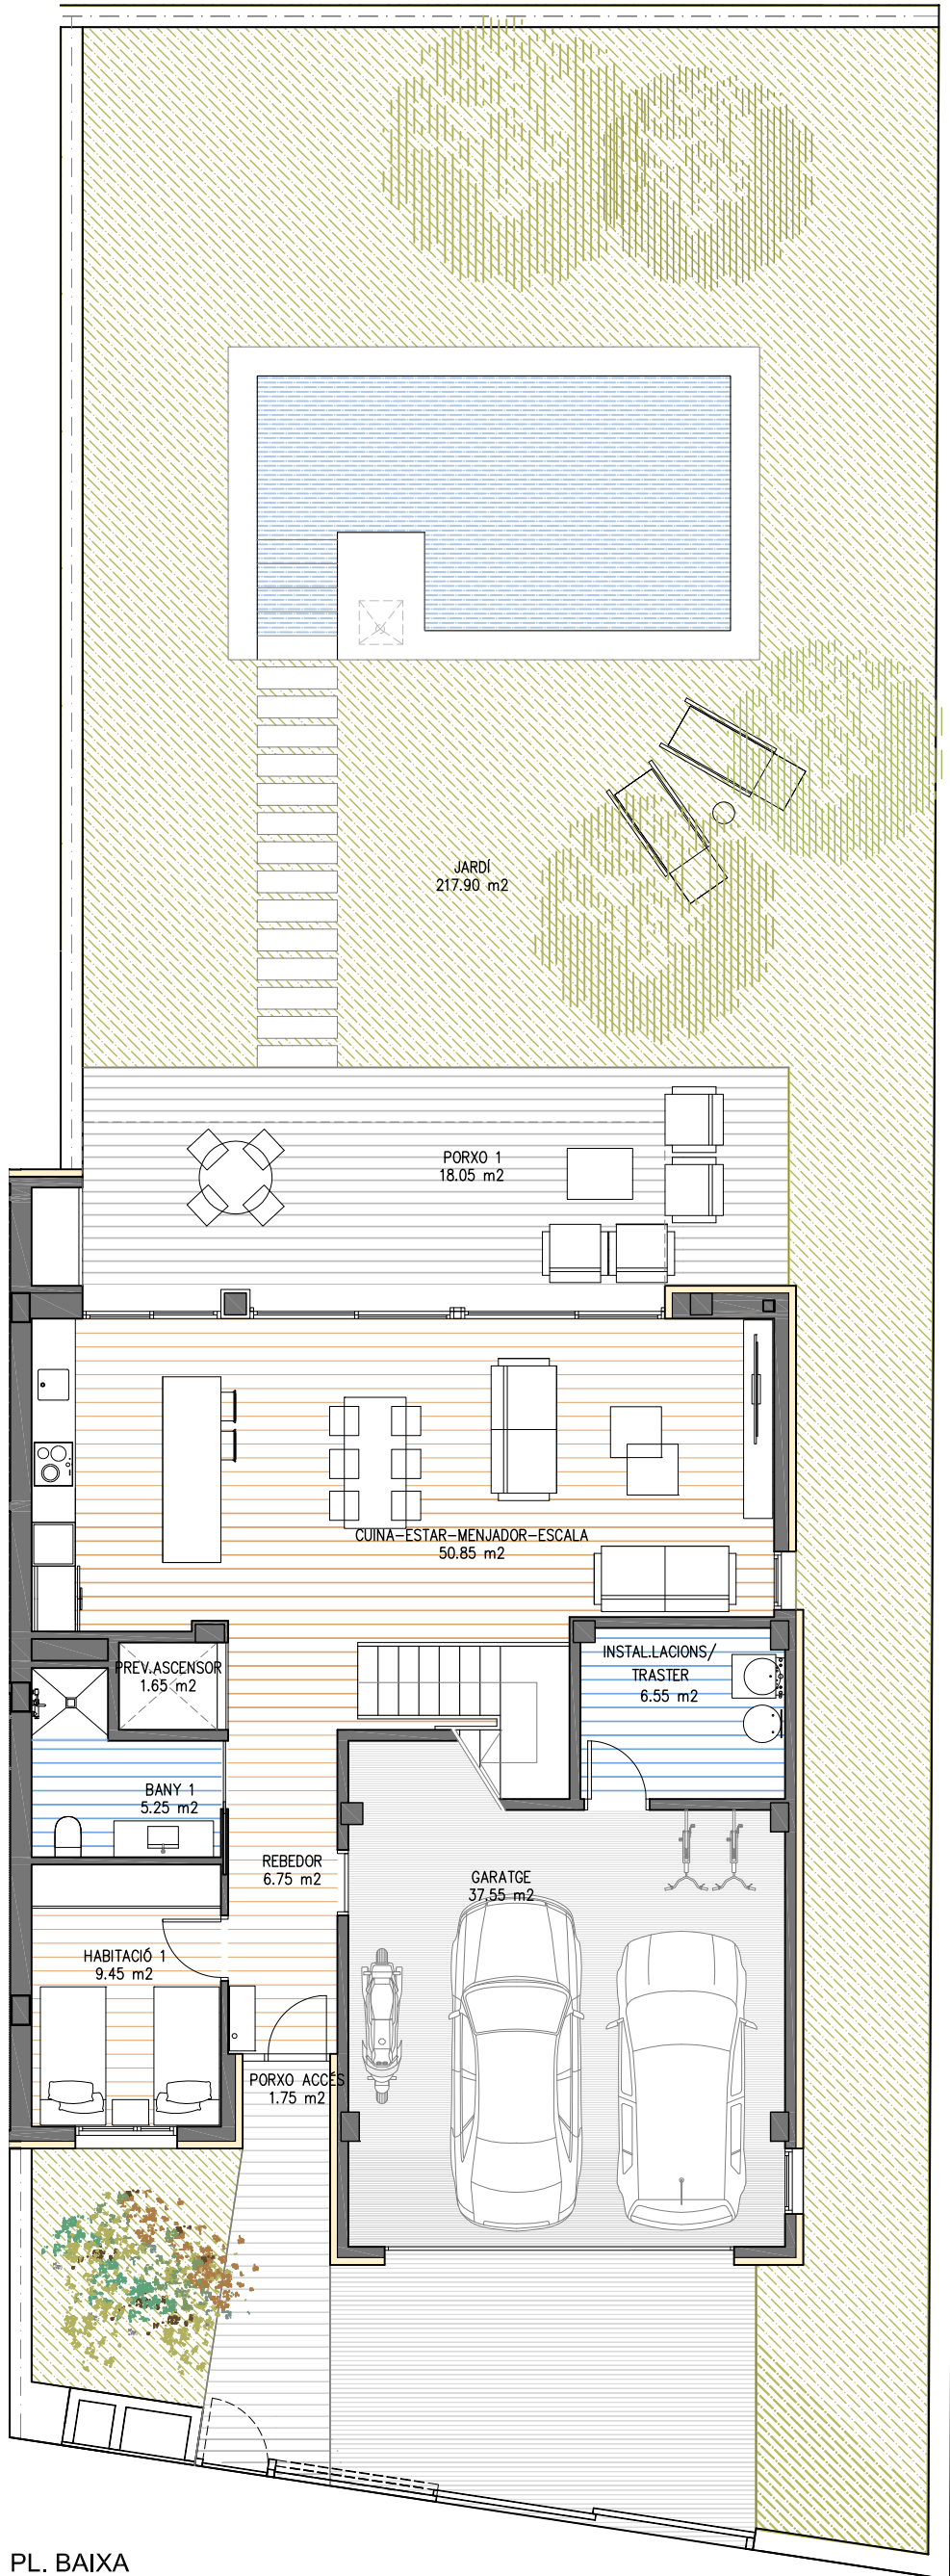 JARDÍ
217.90 m2
PORXO 1
18.05 m2
CUINA-ESTAR-MENJADOR-ESCALA
50.85 m2
INSTAL.LACIONS/
TRASTER
6.55 m2
PREV.ASCENSOR
1.65 m2
BANY 1
5.25 m2
REBEDOR
6.75 m2
GARATGE
37.55 m2
HABITACIÓ 1
9.45 m2
PORXO ACCÉS
1.75 m2
PL. BAIXA